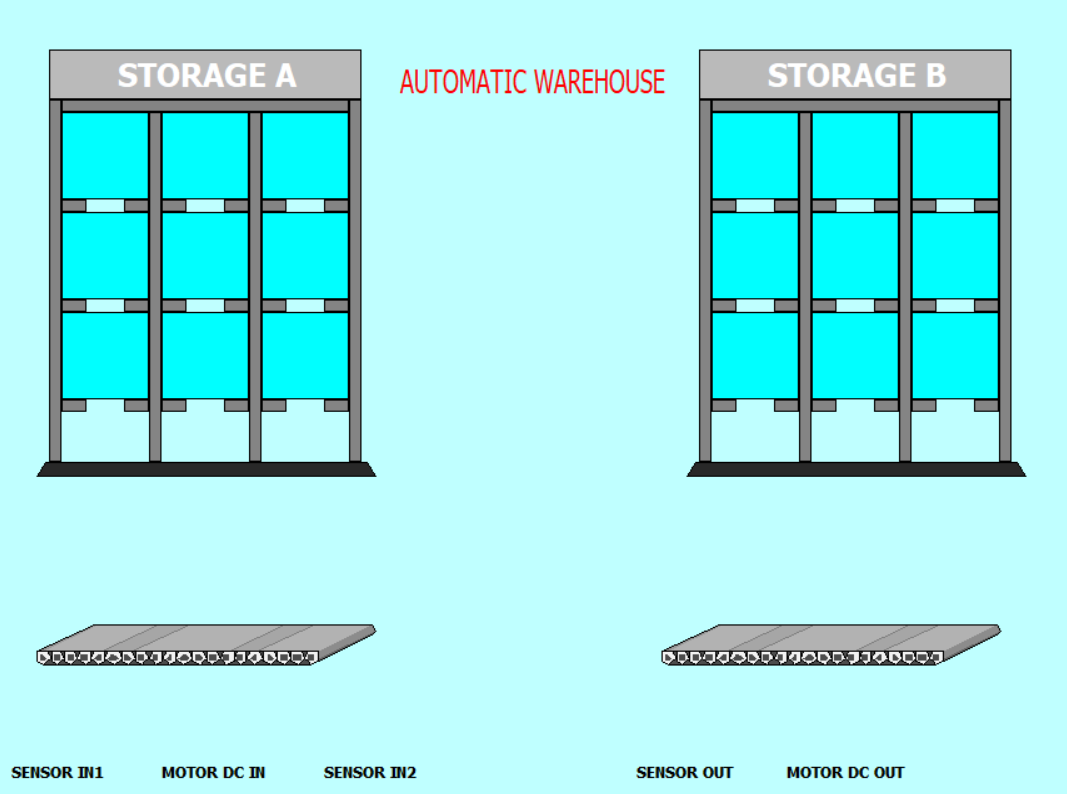 STORAGE A
AUTOMATIC WAREHOUSE
STORAGE B
SENSOR IN1
MOTOR DC IN
SENSOR IN2
SENSOR OUT
MOTOR DC OUT